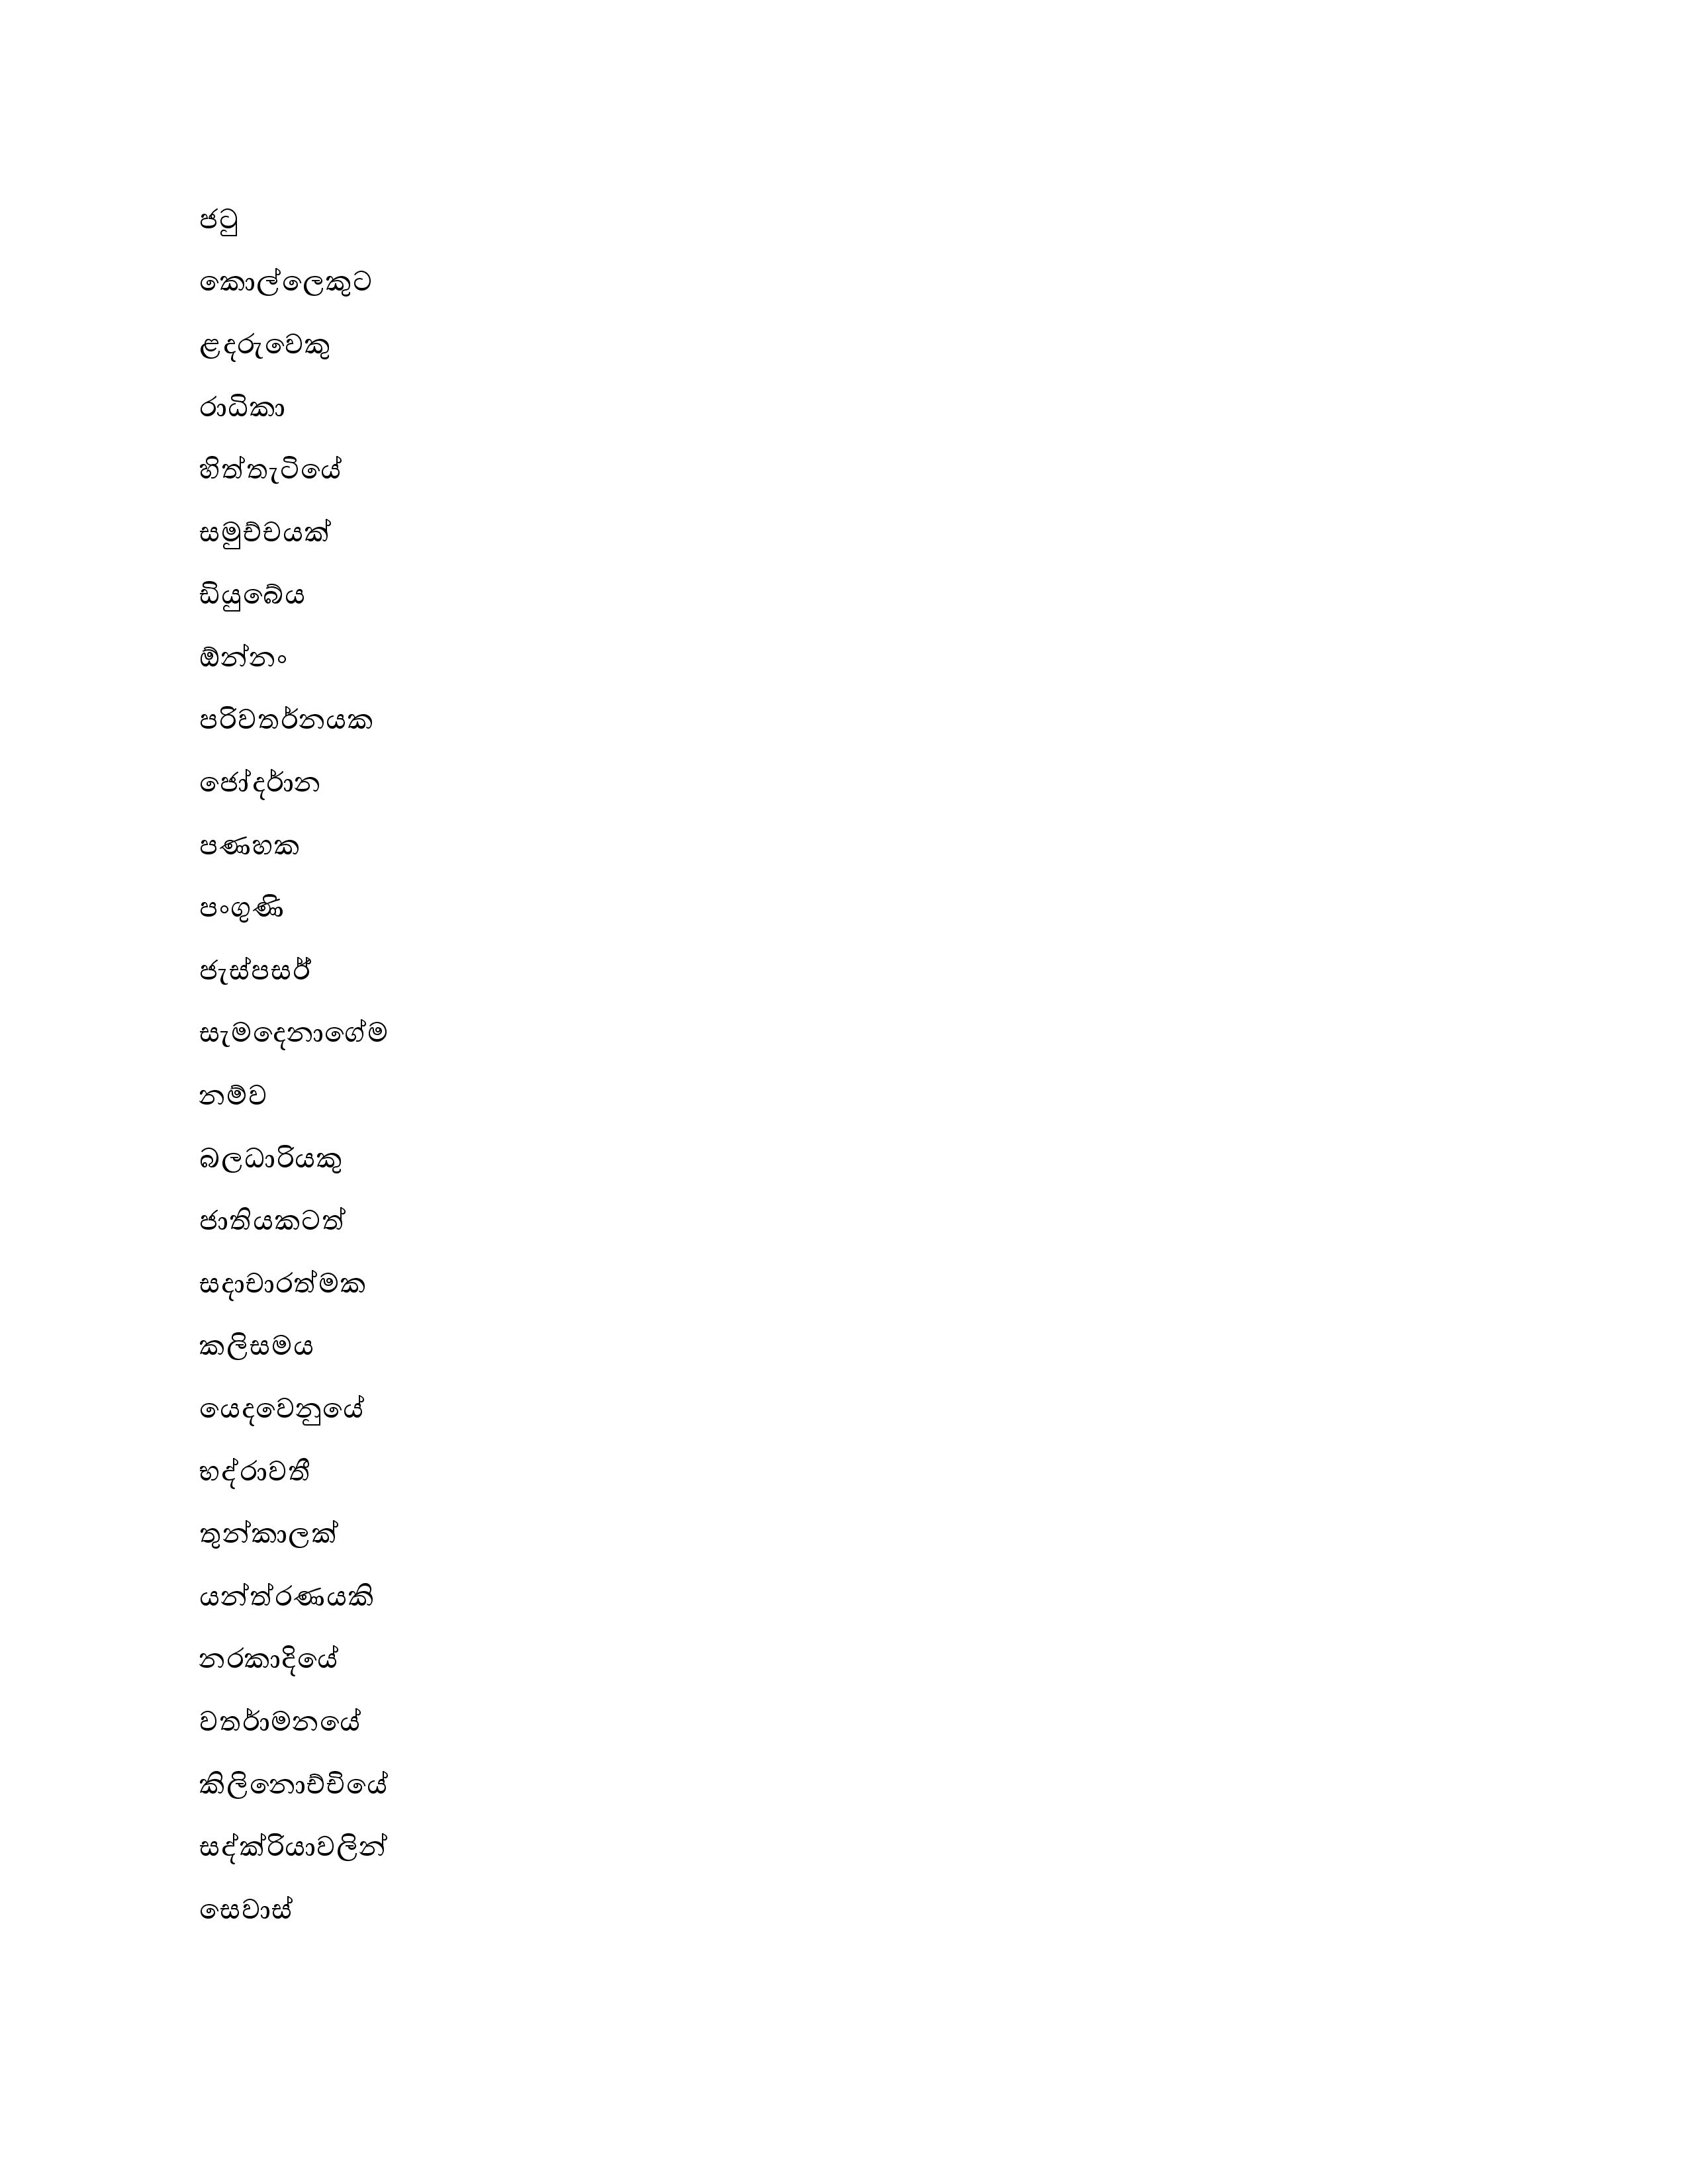 ජටු
කොල්ලෙකුට
ළදරුවෙකු
රාධිකා
හිත්තැටියේ
සමුච්චයක්
ඩියුබේය
ඕන්නං
පරිවතර්නයක
ජෝදර්ාන
පණහක
පංගුණි
ජැස්පසර්
සැමදෙනාගේම
නම්ව
බලධාරියකු
ජාතියකටත්
සදාචාරත්මක
කලිසමය
යෙදවෙනුයේ
භද්රාවතී
තුන්කාලක්
යන්ත්රණයකි
නරකාදියේ
වතර්ාමනයේ
කිලිනොච්චියේ
සද්ක්රියාවලින්
සෙවාස්